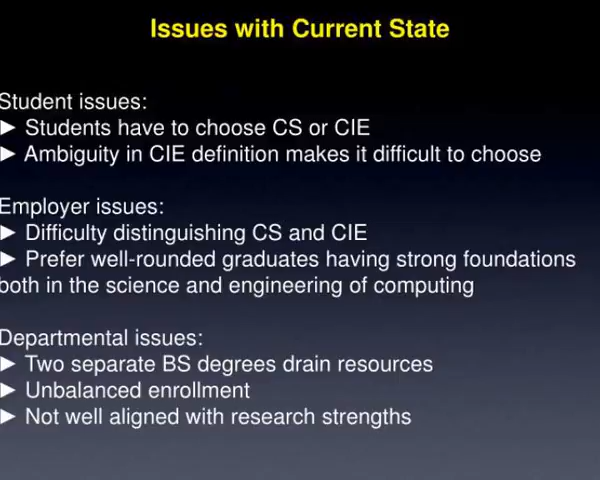 Issues with Current State
Student issues:
► Students have to choose CS or CIE
► Ambiguity in CIE definition makes it difficult to choose
Employer issues:
► Difficulty distinguishing CS and CIE
► Prefer well-rounded graduates having strong foundations
both in the science and engineering of computing
Departmental issues:
► Two separate BS degrees drain resources
► Unbalanced enrollment
► Not well aligned with research strengths